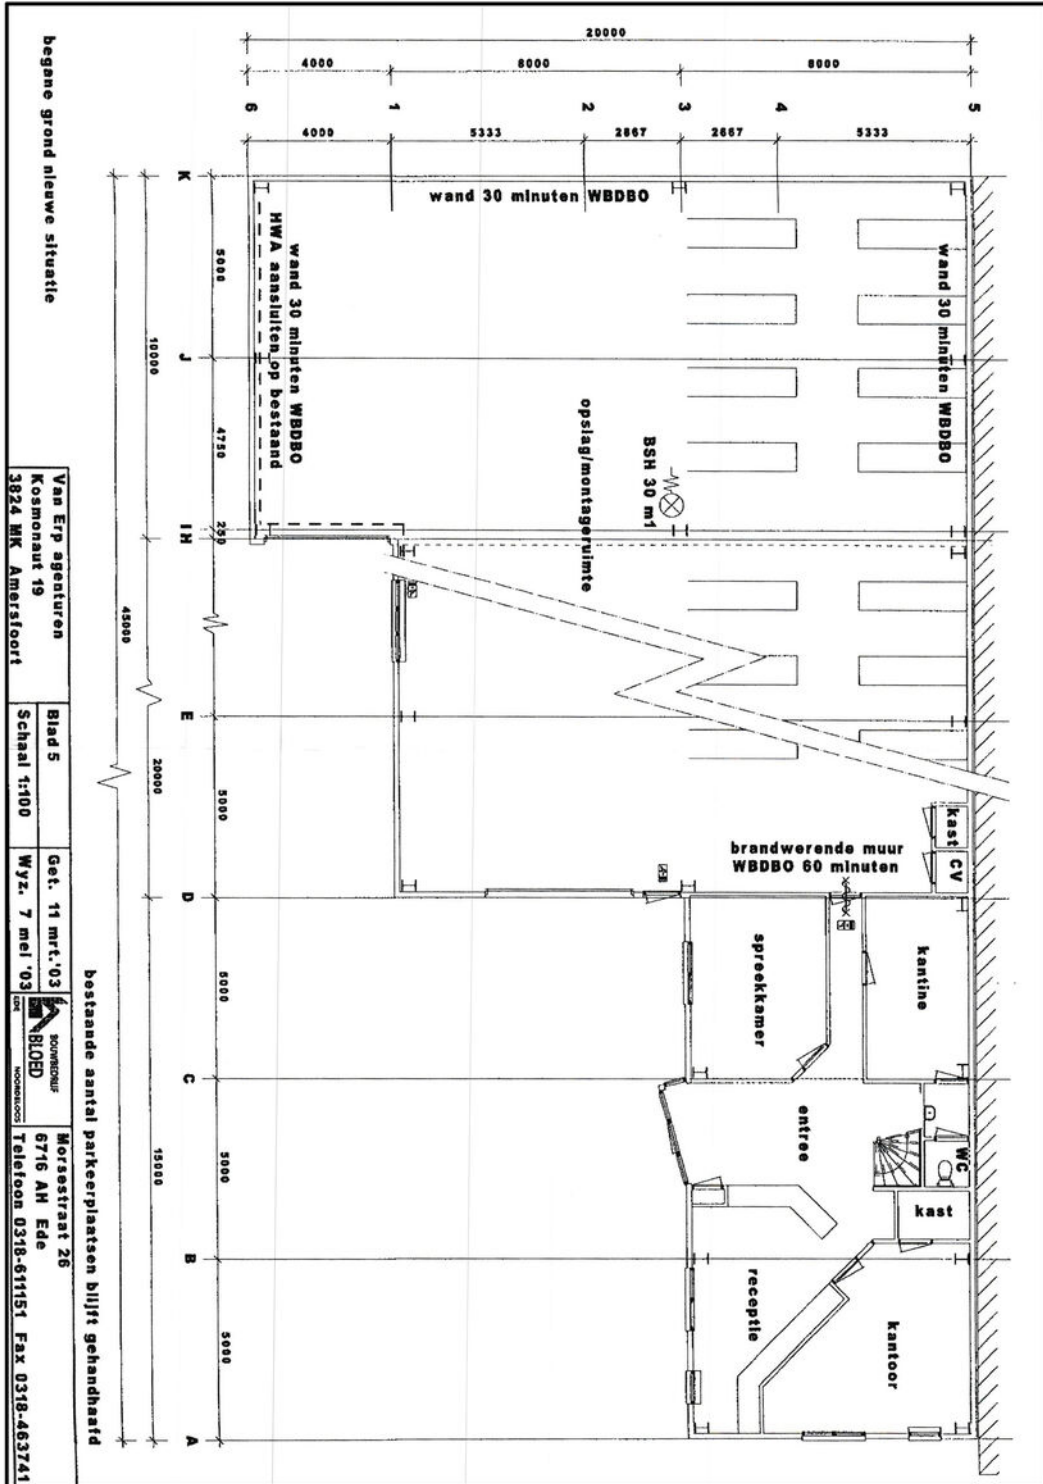 20000
4000
8000
8000
6
1
2
3
4
5
4000
5333
2667
2667
5333
K
J
I
H
E
D
C
B
A
5000
4750
250
5000
5000
5000
5000
10000
20000
15000
45000
wand 30 minuten WBDBO
wand 30 minuten WBDBO
HWA aansluiten op bestaand
wand 30 minuten WBDBO
opslag/montageruimte
BSH 30 m1
brandwerende muur
WBDBO 60 minuten
kast
CV
kantine
spreekkamer
entree
WC
kast
receptie
kantoor
begane grond nieuwe situatie
bestaande aantal parkeerplaatsen blijft gehandhaafd
Van Erp agenturen
Kosmonaut 19
3824 MK Amersfoort
Blad 5
Schaal 1:100
Get. 11 mrt.'03
Wyz. 7 mei '03
BOUWBEDRIJF
BLOED
EDE NOORDELOOS
Morsestraat 26
6716 AH Ede
Telefoon 0318-611151 Fax 0318-463741